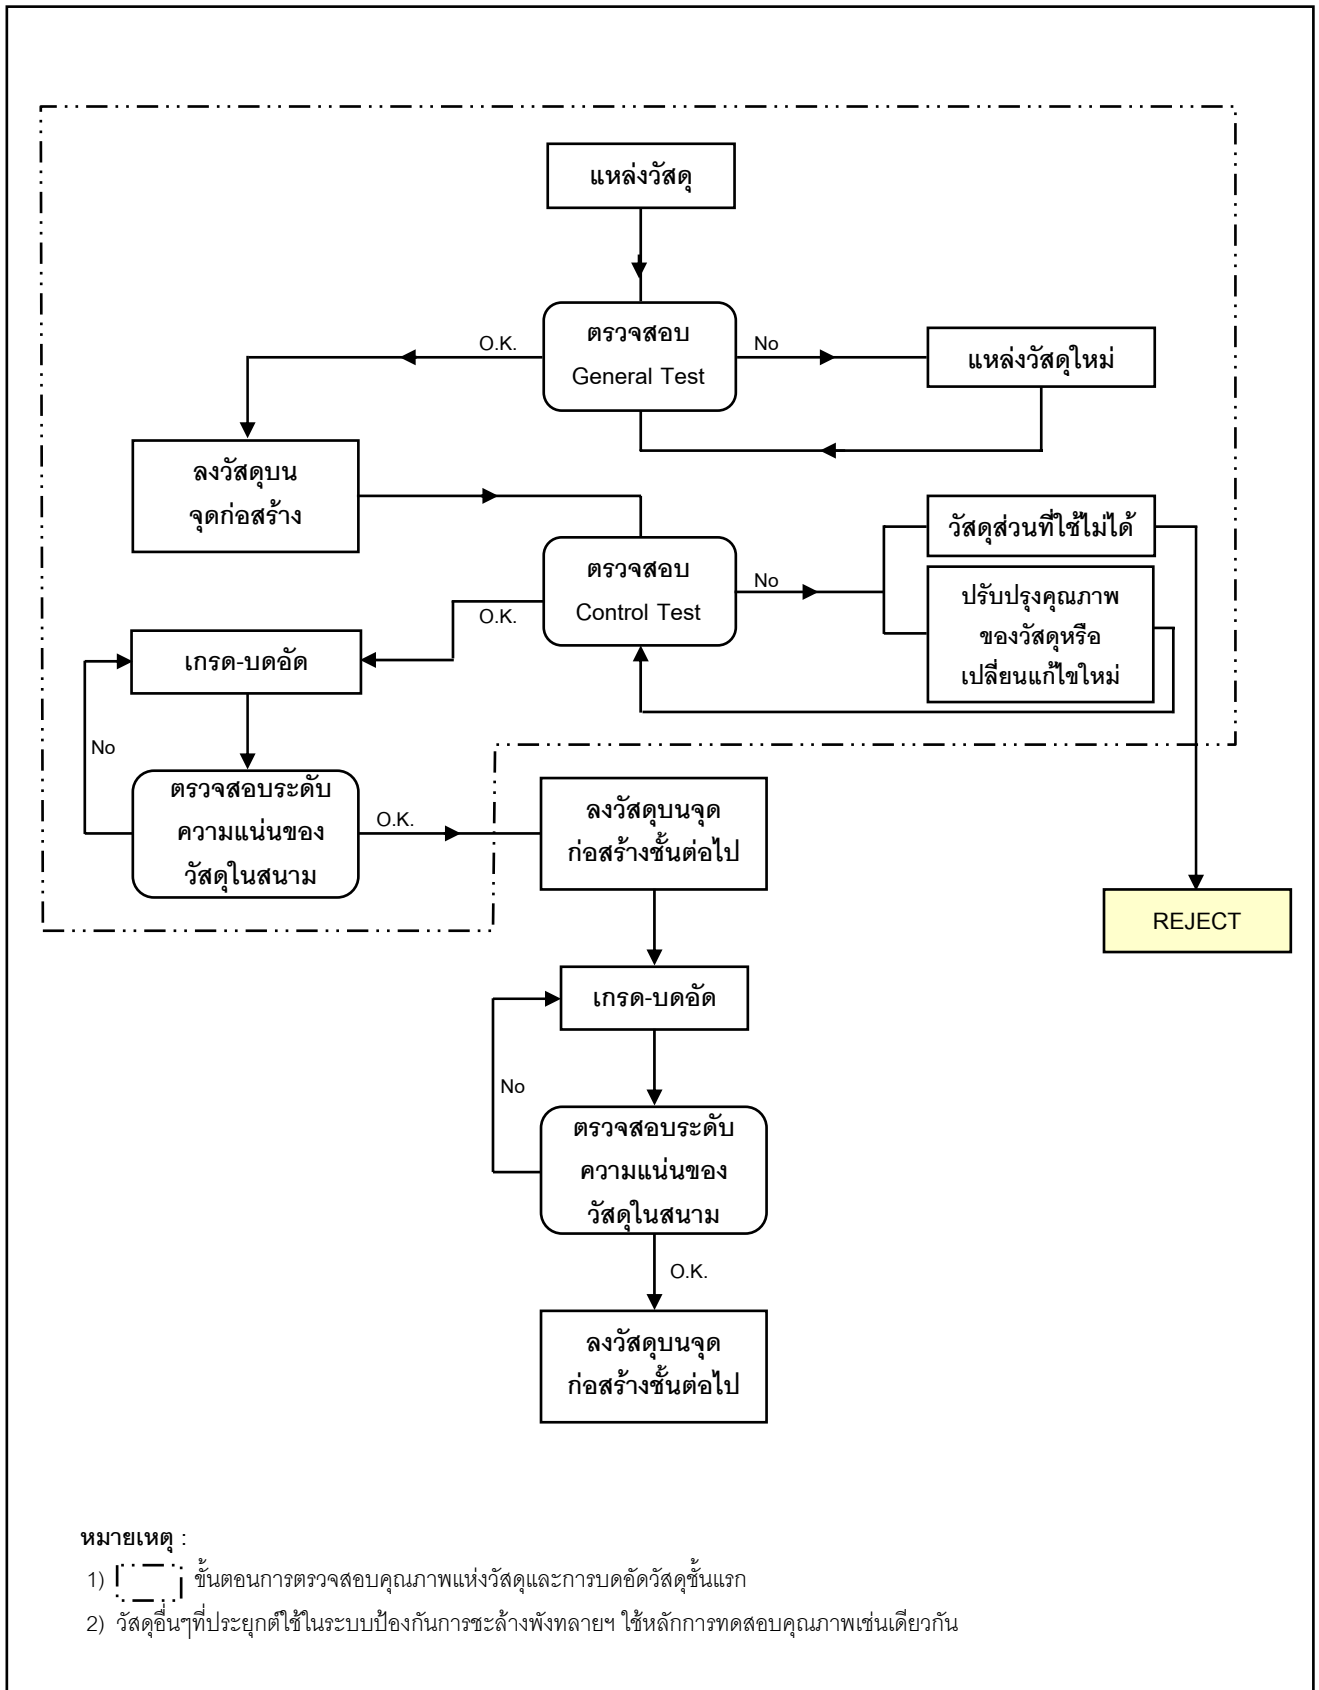 แหล่งวัสดุ
ตรวจสอบ
General Test
O.K.
No
แหล่งวัสดุใหม่
ลงวัสดุบน
จุดก่อสร้าง
ตรวจสอบ
Control Test
O.K.
No
วัสดุส่วนที่ใช้ไม่ได้
ปรับปรุงคุณภาพ
ของวัสดุหรือ
เปลี่ยนแก้ไขใหม่
เกรด-บดอัด
No
ตรวจสอบระดับ
ความแน่นของ
วัสดุในสนาม
O.K.
ลงวัสดุบนจุด
ก่อสร้างชั้นต่อไป
REJECT
เกรด-บดอัด
No
ตรวจสอบระดับ
ความแน่นของ
วัสดุในสนาม
O.K.
ลงวัสดุบนจุด
ก่อสร้างชั้นต่อไป
หมายเหตุ :
1) ขั้นตอนการตรวจสอบคุณภาพแห่งวัสดุและการบดอัดวัสดุชั้นแรก
2) วัสดุอื่นๆที่ประยุกต์ใช้ในระบบป้องกันการชะล้างพังทลายฯ ใช้หลักการทดสอบคุณภาพเช่นเดียวกัน